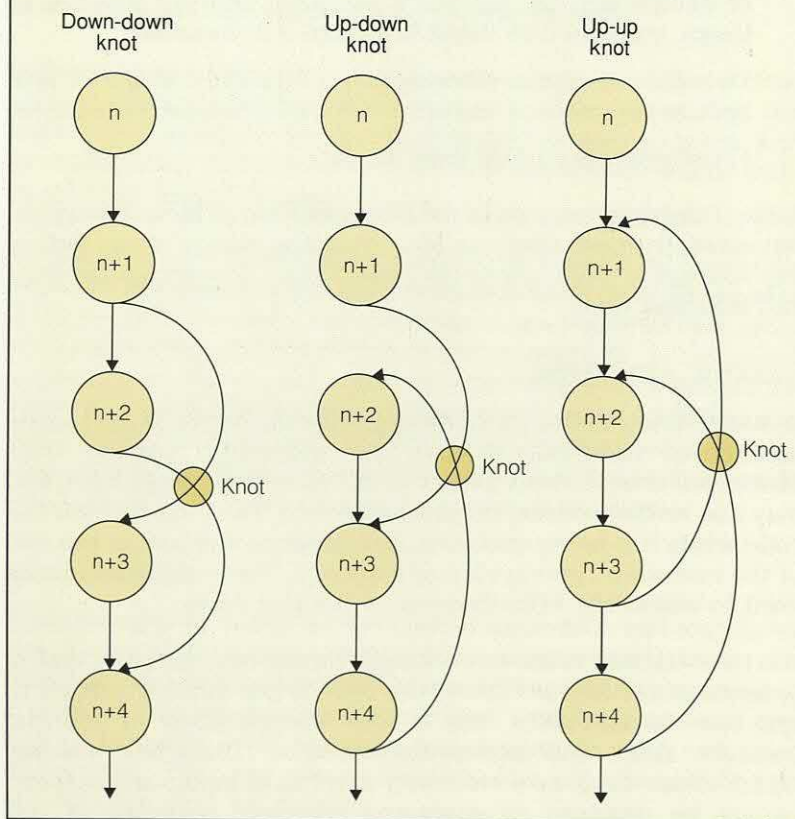 Down-down
knot
n
n+1
n+2
Knot
n+3
n+4
Up-down
knot
n
n+1
n+2
Knot
n+3
n+4
Up-up
knot
n
n+1
n+2
Knot
n+3
n+4